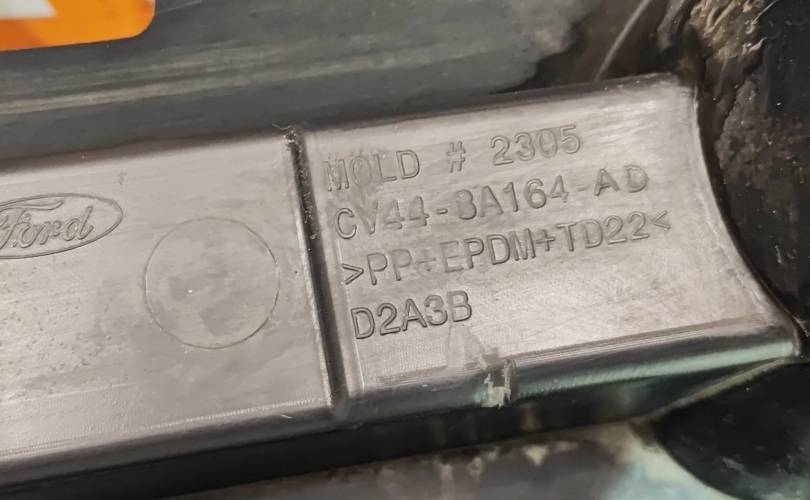 Ford
MOLD # 2305
CV44-8A164-AD
>PP+EPDM+TD22<
D2A3B